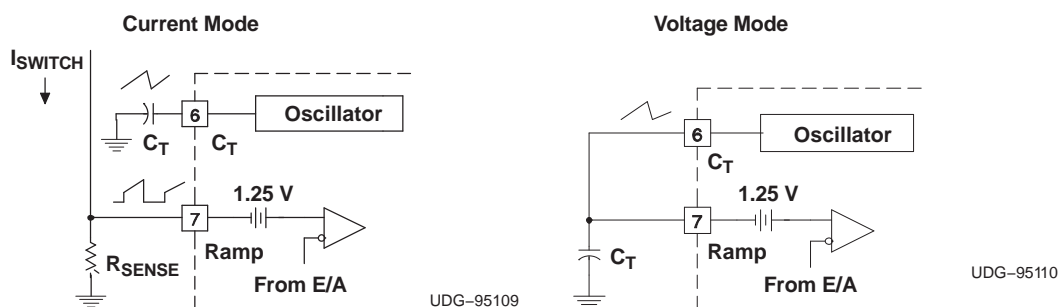 Current Mode
ISWITCH
6
Oscillator
CT
CT
1.25 V
7
Ramp
RSENSE
From E/A
UDG–95109
Voltage Mode
6
Oscillator
CT
1.25 V
7
Ramp
CT
From E/A
UDG–95110